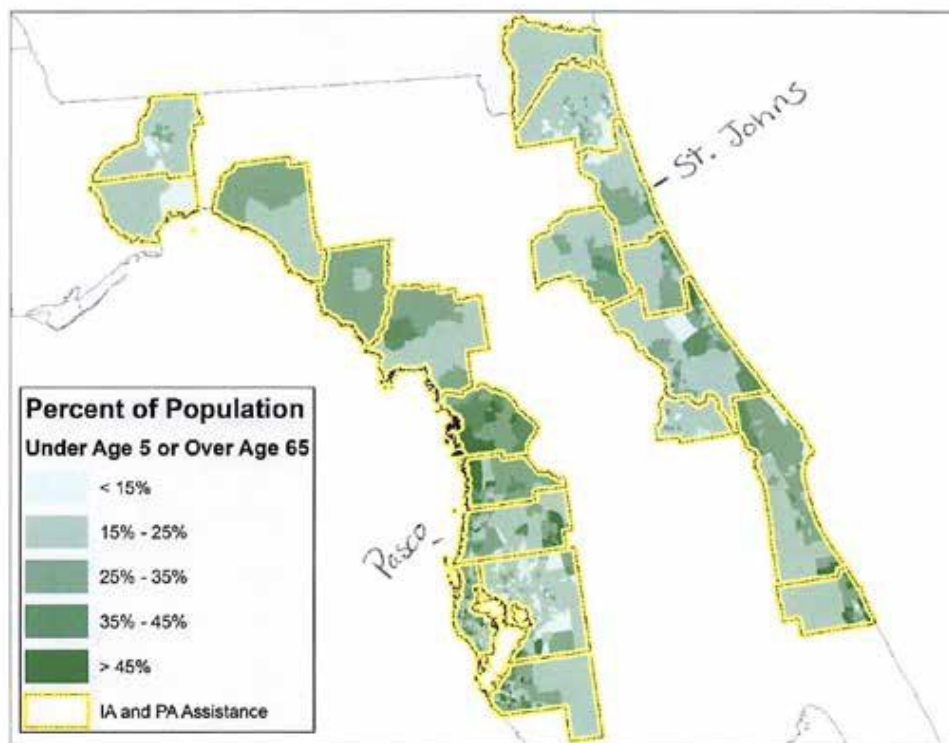 St. Johns
Pasco
Percent of Population
Under Age 5 or Over Age 65
< 15%
15% - 25%
25% - 35%
35% - 45%
> 45%
IA and PA Assistance